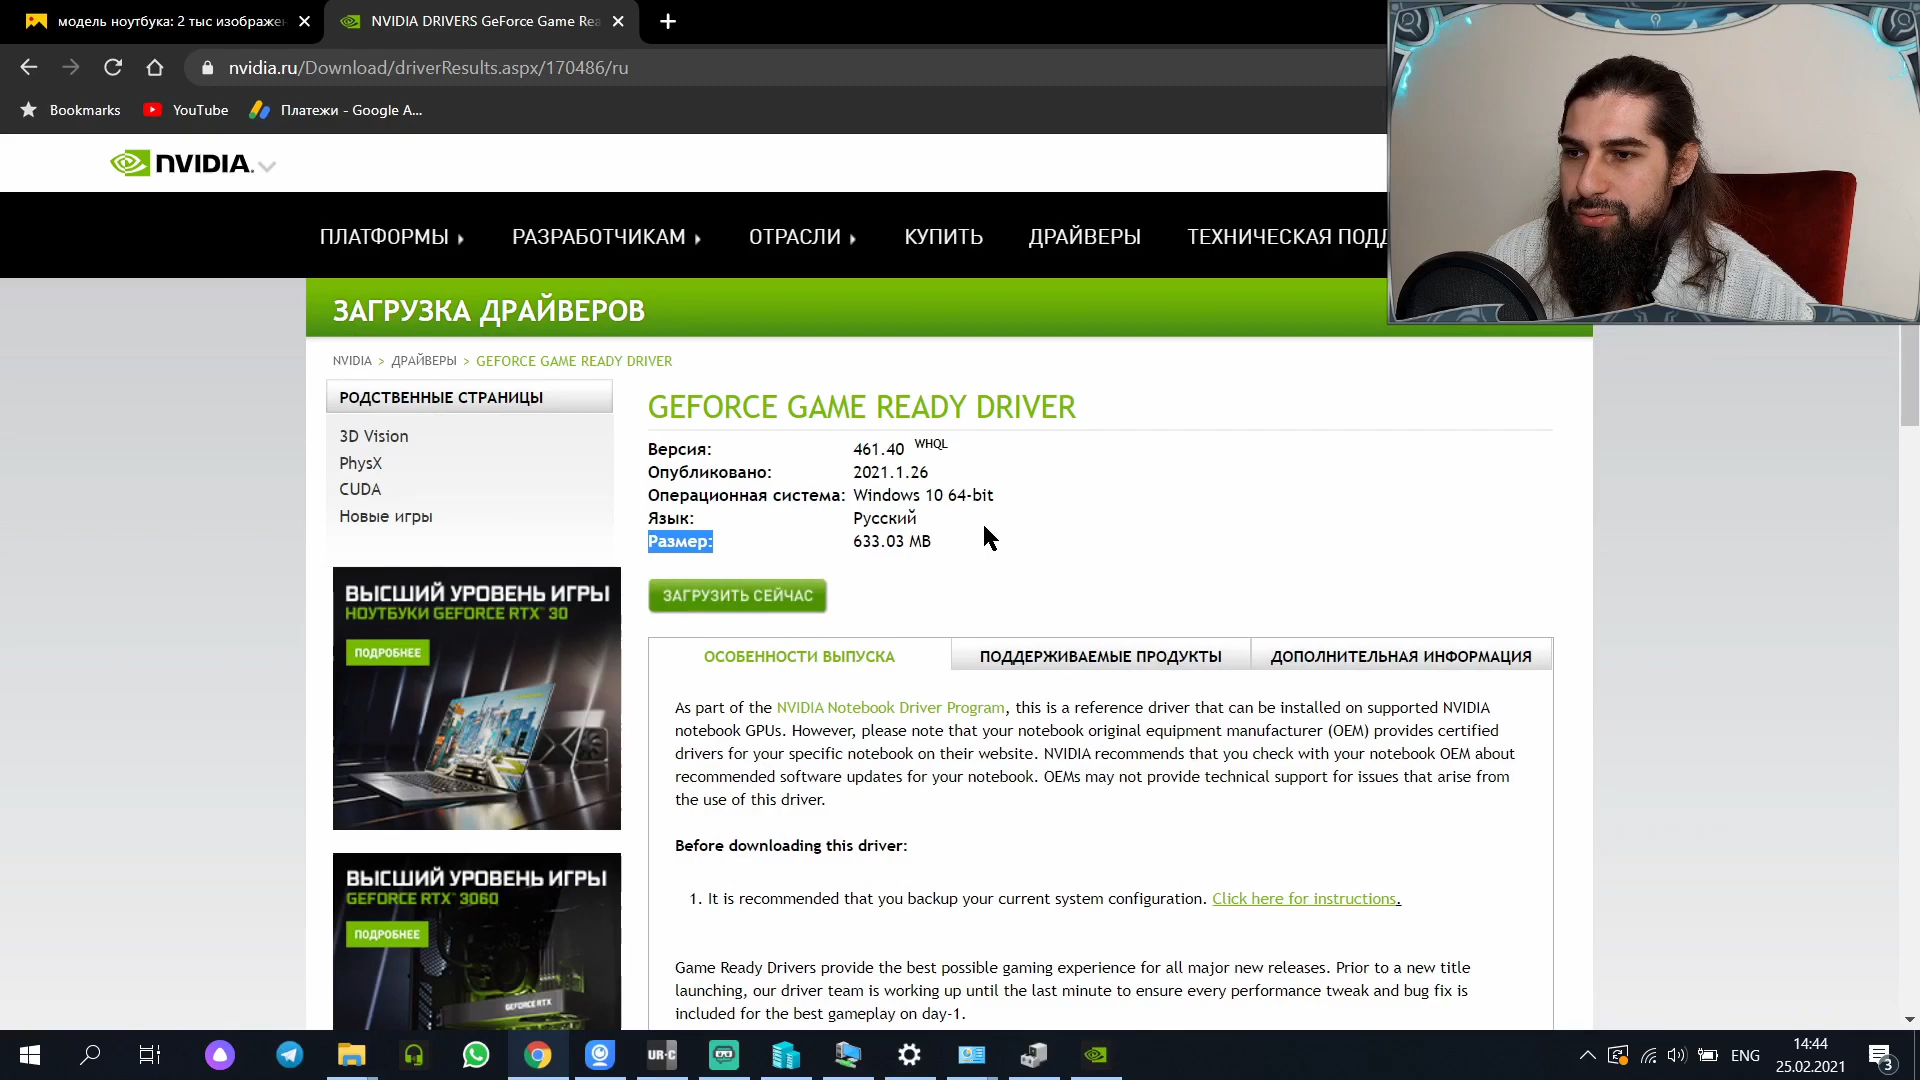 модель ноутбука: 2 тыс изображен
NVIDIA DRIVERS GeForce Game Rea
nvidia.ru/Download/driverResults.aspx/170486/ru
Bookmarks YouTube Платежи - Google A...
NVIDIA.
ПЛАТФОРМЫ РАЗРАБОТЧИКАМ ОТРАСЛИ КУПИТЬ ДРАЙВЕРЫ ТЕХНИЧЕСКАЯ ПОДД
ЗАГРУЗКА ДРАЙВЕРОВ
NVIDIA > ДРАЙВЕРЫ > GEFORCE GAME READY DRIVER
РОДСТВЕННЫЕ СТРАНИЦЫ
3D Vision
PhysX
CUDA
Новые игры
ВЫСШИЙ УРОВЕНЬ ИГРЫ
НОУТБУКИ GEFORCE RTX™ 30
ПОДРОБНЕЕ
ВЫСШИЙ УРОВЕНЬ ИГРЫ
GEFORCE RTX™ 3060
ПОДРОБНЕЕ
GEFORCE RTX
GEFORCE GAME READY DRIVER
Версия: 461.40 WHQL
Опубликовано: 2021.1.26
Операционная система: Windows 10 64-bit
Язык: Русский
Размер: 633.03 MB
ЗАГРУЗИТЬ СЕЙЧАС
ОСОБЕННОСТИ ВЫПУСКА ПОДДЕРЖИВАЕМЫЕ ПРОДУКТЫ ДОПОЛНИТЕЛЬНАЯ ИНФОРМАЦИЯ
As part of the NVIDIA Notebook Driver Program, this is a reference driver that can be installed on supported NVIDIA
notebook GPUs. However, please note that your notebook original equipment manufacturer (OEM) provides certified
drivers for your specific notebook on their website. NVIDIA recommends that you check with your notebook OEM about
recommended software updates for your notebook. OEMs may not provide technical support for issues that arise from
the use of this driver.
Before downloading this driver:
1. It is recommended that you backup your current system configuration. Click here for instructions.
Game Ready Drivers provide the best possible gaming experience for all major new releases. Prior to a new title
launching, our driver team is working up until the last minute to ensure every performance tweak and bug fix is
included for the best gameplay on day-1.
UR-C
ENG
14:44
25.02.2021
3